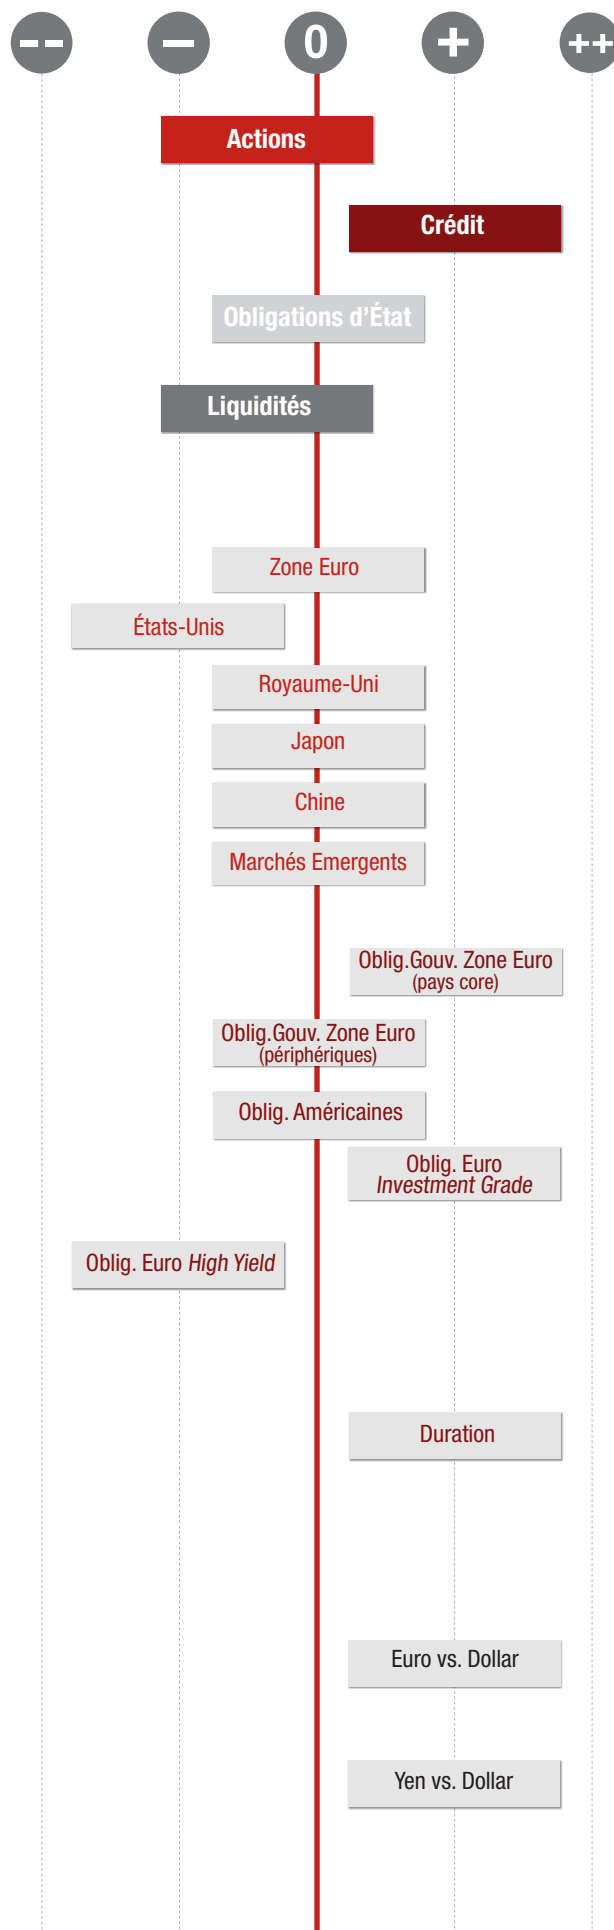 -- - 0 + ++
Actions
Crédit
Obligations d'État
Liquidités
Zone Euro
États-Unis
Royaume-Uni
Japon
Chine
Marchés Emergents
Oblig.Gouv. Zone Euro
(pays core)
Oblig.Gouv. Zone Euro
(périphériques)
Oblig. Américaines
Oblig. Euro
Investment Grade
Oblig. Euro High Yield
Duration
Euro vs. Dollar
Yen vs. Dollar